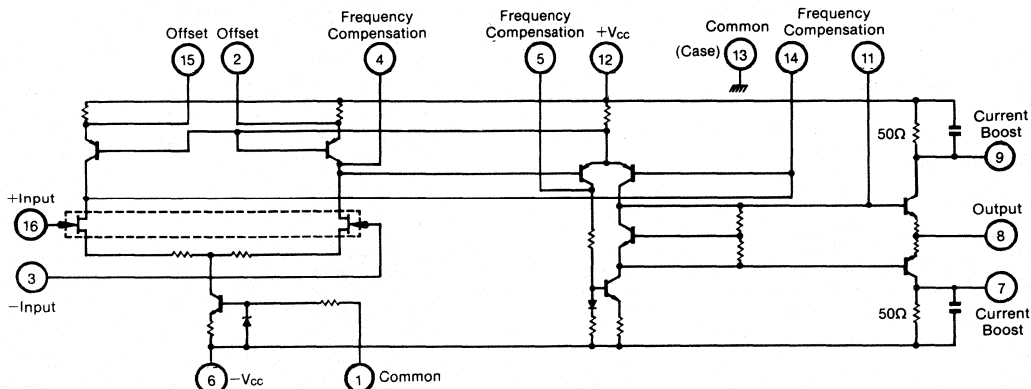 Offset
15
Offset
2
Frequency
Compensation
4
Frequency
Compensation
5
+Vcc
12
Common
(Case)
13
Frequency
Compensation
14
11
50Ω
Current
Boost
9
+Input
16
Output
8
3
−Input
7
Current
Boost
50Ω
6
−Vcc
1
Common